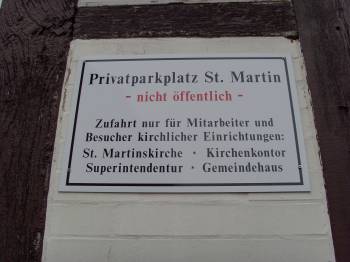 Privatparkplatz St. Martin
- nicht öffentlich -
Zufahrt nur für Mitarbeiter und
Besucher kirchlicher Einrichtungen:
St. Martinskirche · Kirchenkontor
Superintendentur · Gemeindehaus